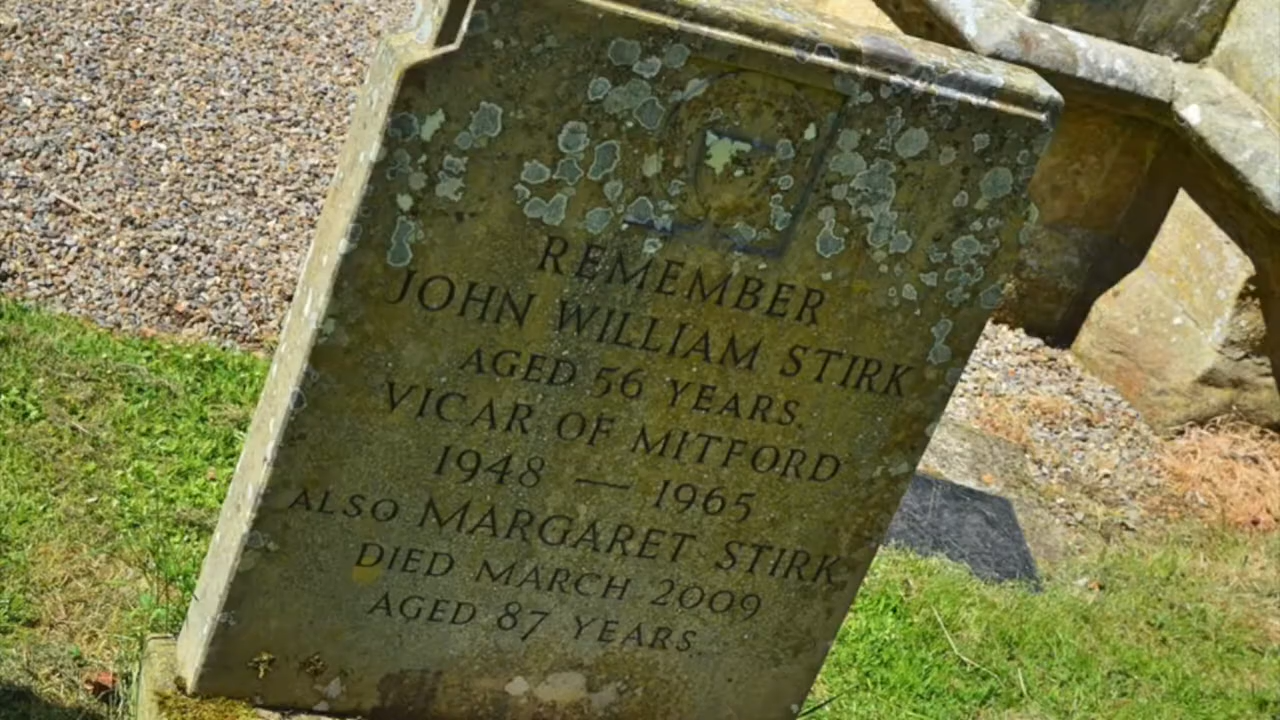 REMEMBER
JOHN WILLIAM STIRK
AGED 56 YEARS.
VICAR OF MITFORD
1948 — 1965
ALSO MARGARET STIRK
DIED MARCH 2009
AGED 87 YEARS.